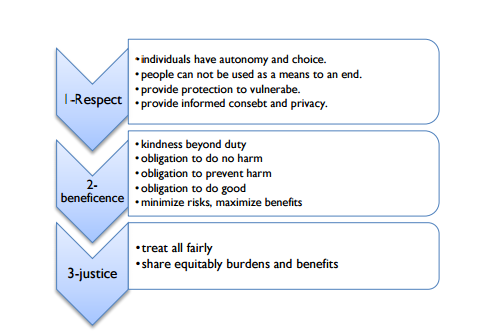 1-Respect
•individuals have autonomy and choice.
•people can not be used as a means to an end.
•provide protection to vulnerabe.
•provide informed consebt and privacy.
2-
beneficence
•kindness beyond duty
•obligation to do no harm
•obligation to prevent harm
•obligation to do good
•minimize risks, maximize benefits
3-justice
•treat all fairly
•share equitably burdens and benefits